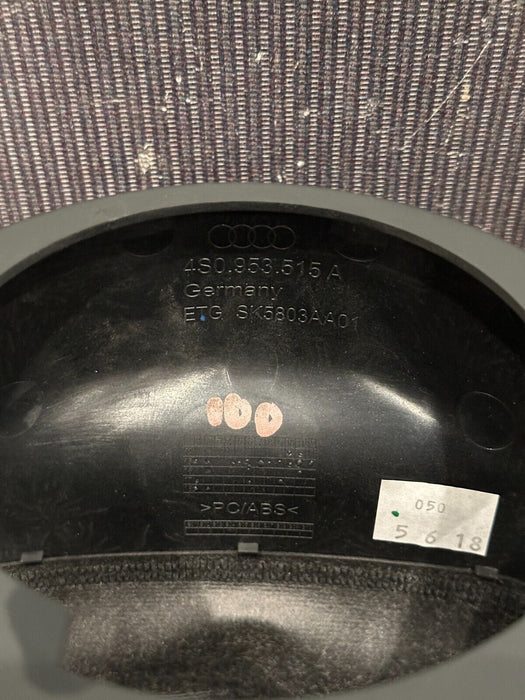 4S0.953.515 A
Germany
ETG SK5803AA01
100
>PC/ABS<
050
5 6 18